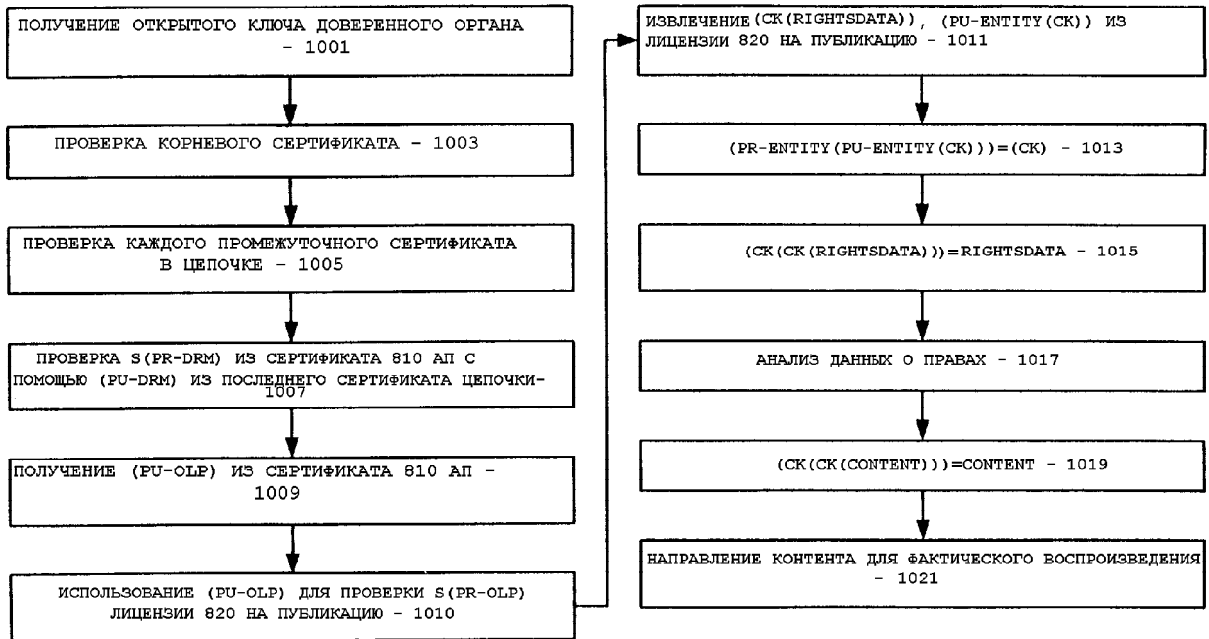 ПОЛУЧЕНИЕ ОТКРЫТОГО КЛЮЧА ДОВЕРЕННОГО ОРГАНА
– 1001
ПРОВЕРКА КОРНЕВОГО СЕРТИФИКАТА – 1003
ПРОВЕРКА КАЖДОГО ПРОМЕЖУТОЧНОГО СЕРТИФИКАТА
В ЦЕПОЧКЕ – 1005
ПРОВЕРКА S(PR-DRM) ИЗ СЕРТИФИКАТА 810 АП С
ПОМОЩЬЮ (PU-DRM) ИЗ ПОСЛЕДНЕГО СЕРТИФИКАТА ЦЕПОЧКИ–
1007
ПОЛУЧЕНИЕ (PU-OLP) ИЗ СЕРТИФИКАТА 810 АП –
1009
ИСПОЛЬЗОВАНИЕ (PU-OLP) ДЛЯ ПРОВЕРКИ S(PR-OLP)
ЛИЦЕНЗИИ 820 НА ПУБЛИКАЦИЮ – 1010
ИЗВЛЕЧЕНИЕ(CK(RIGHTSDATA)), (PU-ENTITY(CK)) ИЗ
ЛИЦЕНЗИИ 820 НА ПУБЛИКАЦИЮ – 1011
(PR-ENTITY(PU-ENTITY(CK)))=(CK) – 1013
(CK(CK(RIGHTSDATA)))=RIGHTSDATA – 1015
АНАЛИЗ ДАННЫХ О ПРАВАХ – 1017
(CK(CK(CONTENT)))=CONTENT – 1019
НАПРАВЛЕНИЕ КОНТЕНТА ДЛЯ ФАКТИЧЕСКОГО ВОСПРОИЗВЕДЕНИЯ
– 1021